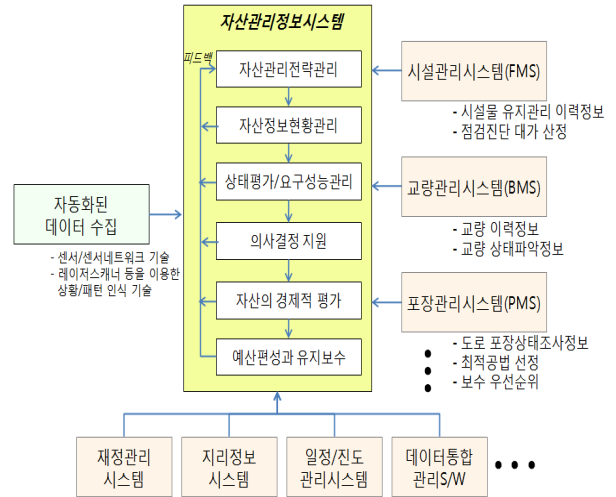 자산관리정보시스템
피드백
자산관리전략관리
자산정보현황관리
상태평가/요구성능관리
의사결정 지원
자산의 경제적 평가
예산편성과 유지보수
자동화된
데이터 수집
- 센서/센서네트워크 기술
- 레이저스캐너 등을 이용한
상황/패턴 인식 기술
시설관리시스템(FMS)
- 시설물 유지관리 이력정보
- 점검진단 대가 산정
교량관리시스템(BMS)
- 교량 이력정보
- 교량 상태파악정보
포장관리시스템(PMS)
- 도로 포장상태조사정보
- 최적공법 선정
- 보수 우선순위
재정관리
시스템
지리정보
시스템
일정/진도
관리시스템
데이터통합
관리S/W